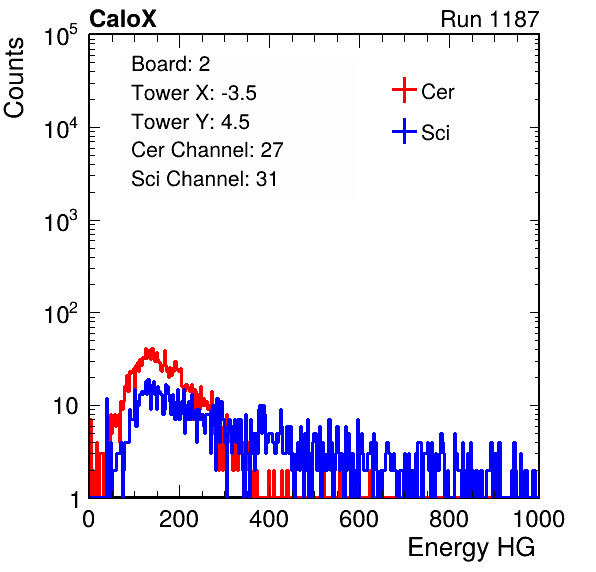 CaloX Run 1187
Counts
Board: 2
Tower X: -3.5
Tower Y: 4.5
Cer Channel: 27
Sci Channel: 31
Cer
Sci
10^5
10^4
10^3
10^2
10
1
0 200 400 600 800 1000
Energy HG